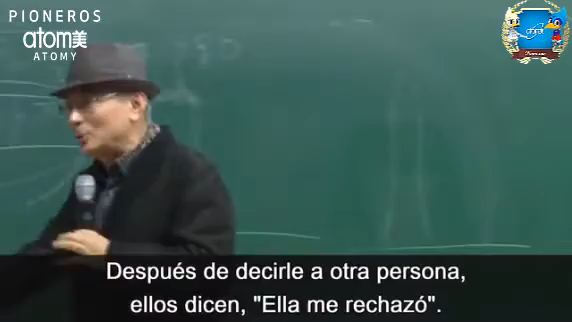 PIONEROS
atom美
ATOMY
Después de decirle a otra persona,
ellos dicen, "Ella me rechazó".